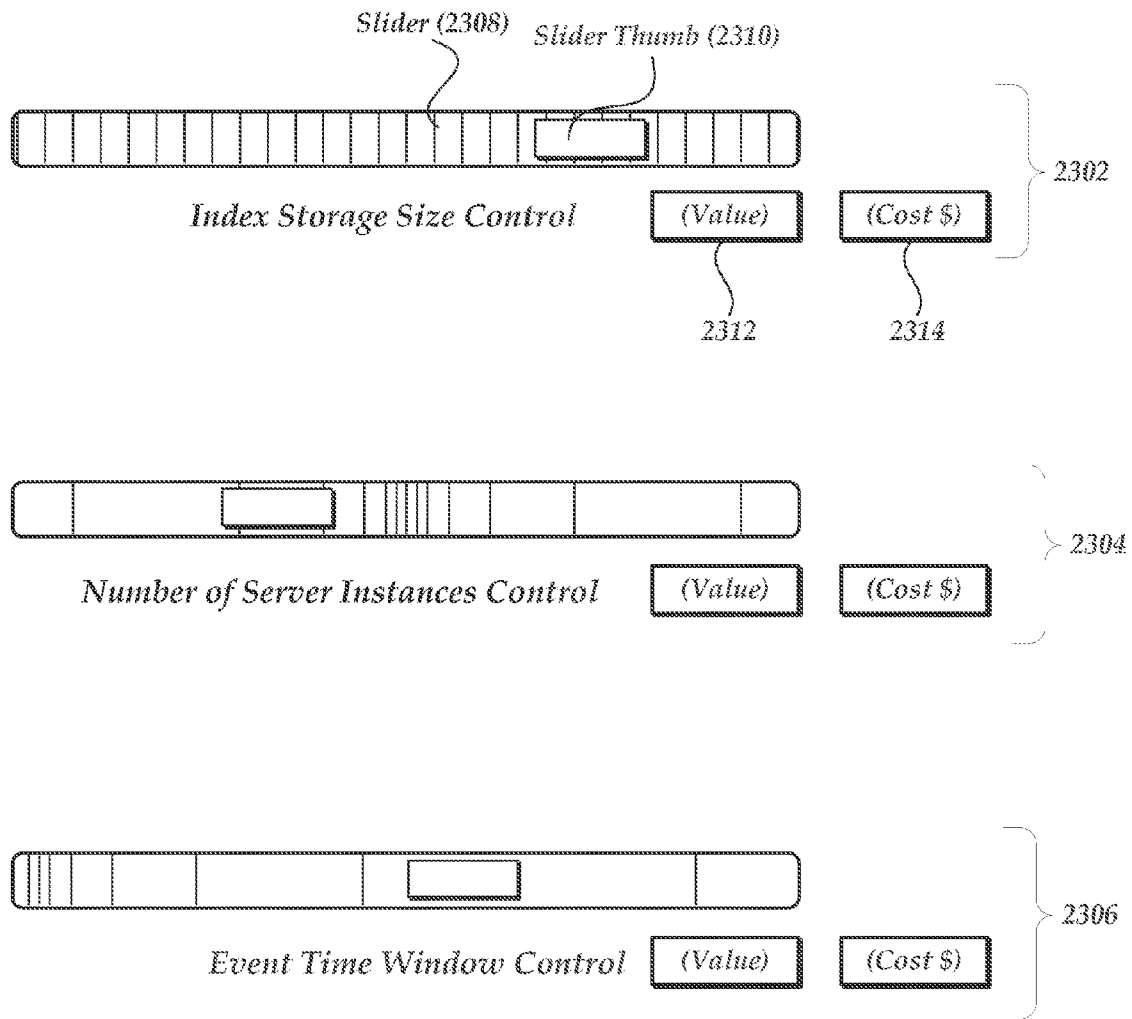 Slider (2308)
Slider Thumb (2310)
2302
Index Storage Size Control (Value) (Cost $)
2312 2314
2304
Number of Server Instances Control (Value) (Cost $)
2306
Event Time Window Control (Value) (Cost $)